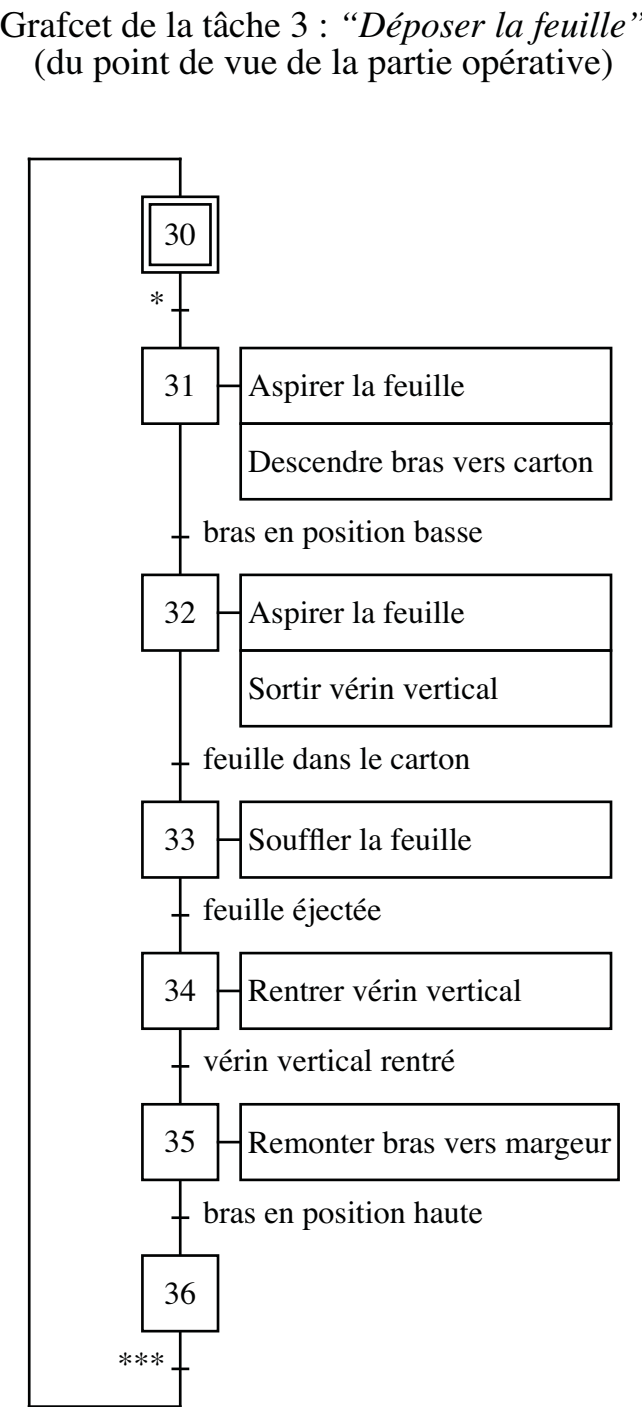 Grafcet de la tâche 3 : “Déposer la feuille”
(du point de vue de la partie opérative)
30
*
31 Aspirer la feuille
Descendre bras vers carton
bras en position basse
32 Aspirer la feuille
Sortir vérin vertical
feuille dans le carton
33 Souffler la feuille
feuille éjectée
34 Rentrer vérin vertical
vérin vertical rentré
35 Remonter bras vers margeur
bras en position haute
36
***